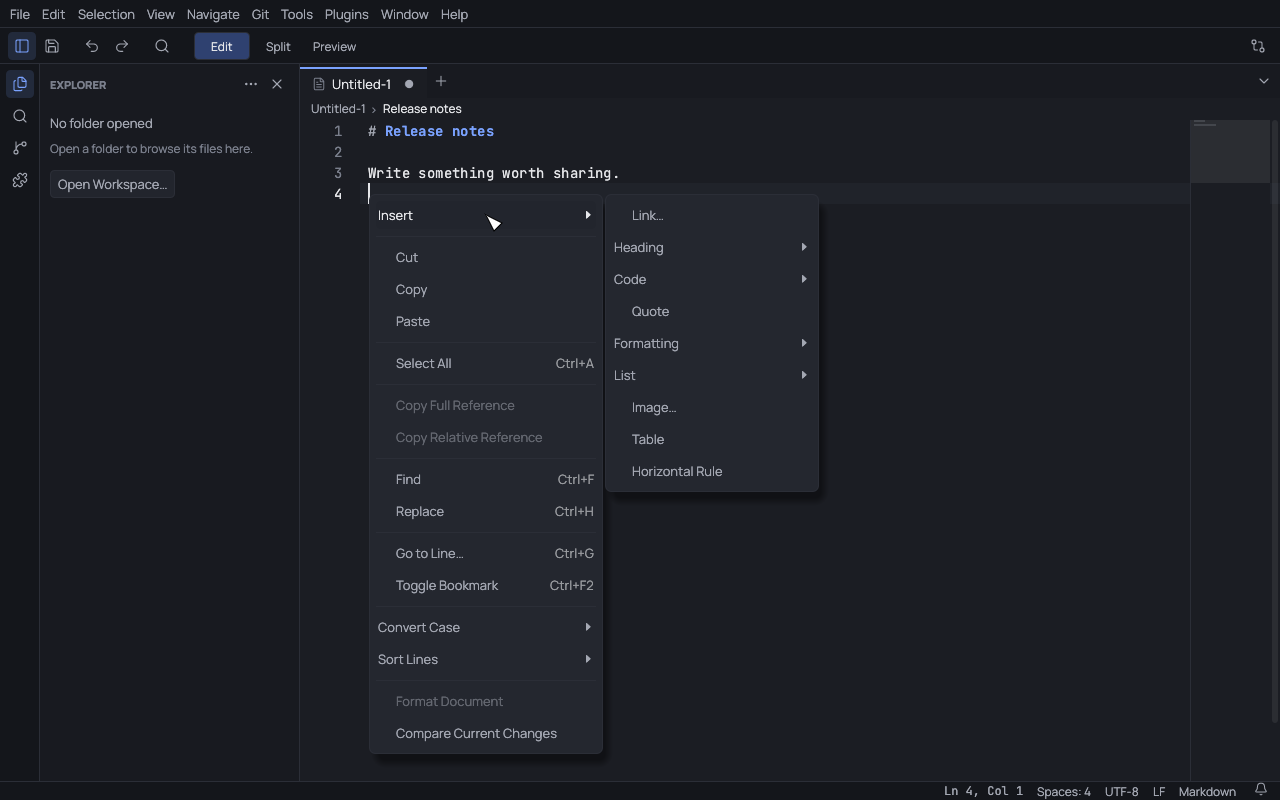 File Edit Selection View Navigate Git Tools Plugins Window Help
Edit Split Preview
EXPLORER
No folder opened
Open a folder to browse its files here.
Open Workspace...
Untitled-1
Untitled-1 › Release notes
1 # Release notes
2
3 Write something worth sharing.
4
Insert
Cut
Copy
Paste
Select All Ctrl+A
Copy Full Reference
Copy Relative Reference
Find Ctrl+F
Replace Ctrl+H
Go to Line... Ctrl+G
Toggle Bookmark Ctrl+F2
Convert Case
Sort Lines
Format Document
Compare Current Changes
Link...
Heading
Code
Quote
Formatting
List
Image...
Table
Horizontal Rule
Ln 4, Col 1 Spaces: 4 UTF-8 LF Markdown